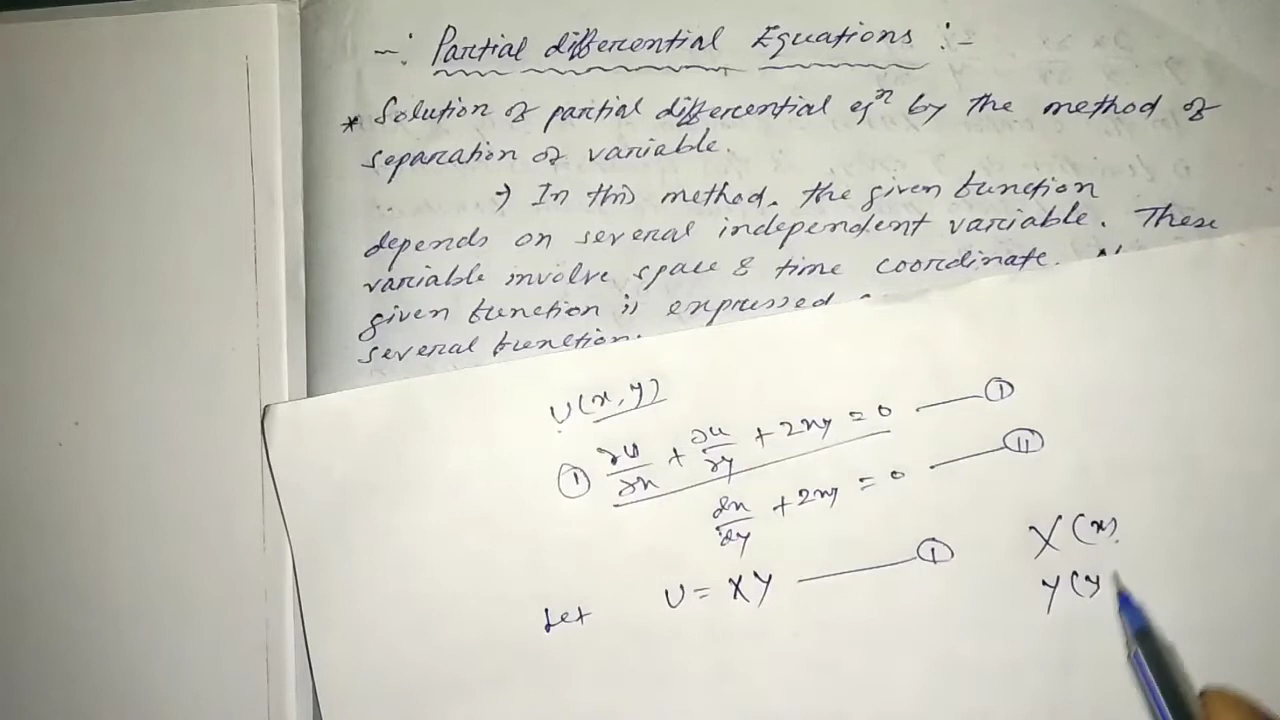 -: Partial differential Equations :-
* Solution of partial differential eqn by the method of
separation of variable.
→ In this method, the given function
depends on several independent variable. These
variable involve space & time coordinate.
given function is expressed
several function.
U(x,y)
① ∂u/∂x + ∂u/∂y + 2xy = 0 — ①
dx/dy + 2xy = 0 — ⑪
Let U = XY — ①
X(x).
Y(y